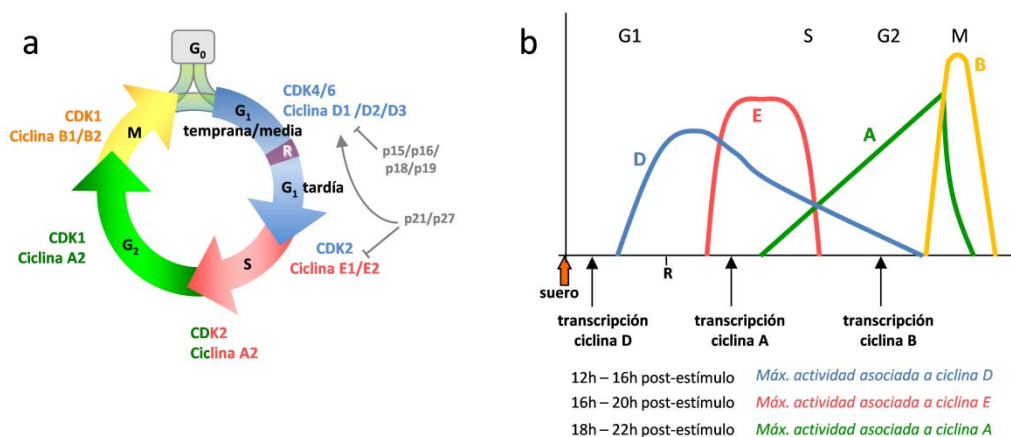 a
G0
CDK4/6
Ciclina D1 /D2/D3
G1
temprana/media
R
p15/p16/
p18/p19
G1 tardía
p21/p27
CDK2
Ciclina E1/E2
S
CDK2
Ciclina A2
G2
CDK1
Ciclina A2
M
CDK1
Ciclina B1/B2
b
G1 S G2 M
B
E
A
D
R
suero
transcripción
ciclina D
transcripción
ciclina A
transcripción
ciclina B
12h – 16h post-estímulo Máx. actividad asociada a ciclina D
16h – 20h post-estímulo Máx. actividad asociada a ciclina E
18h – 22h post-estímulo Máx. actividad asociada a ciclina A